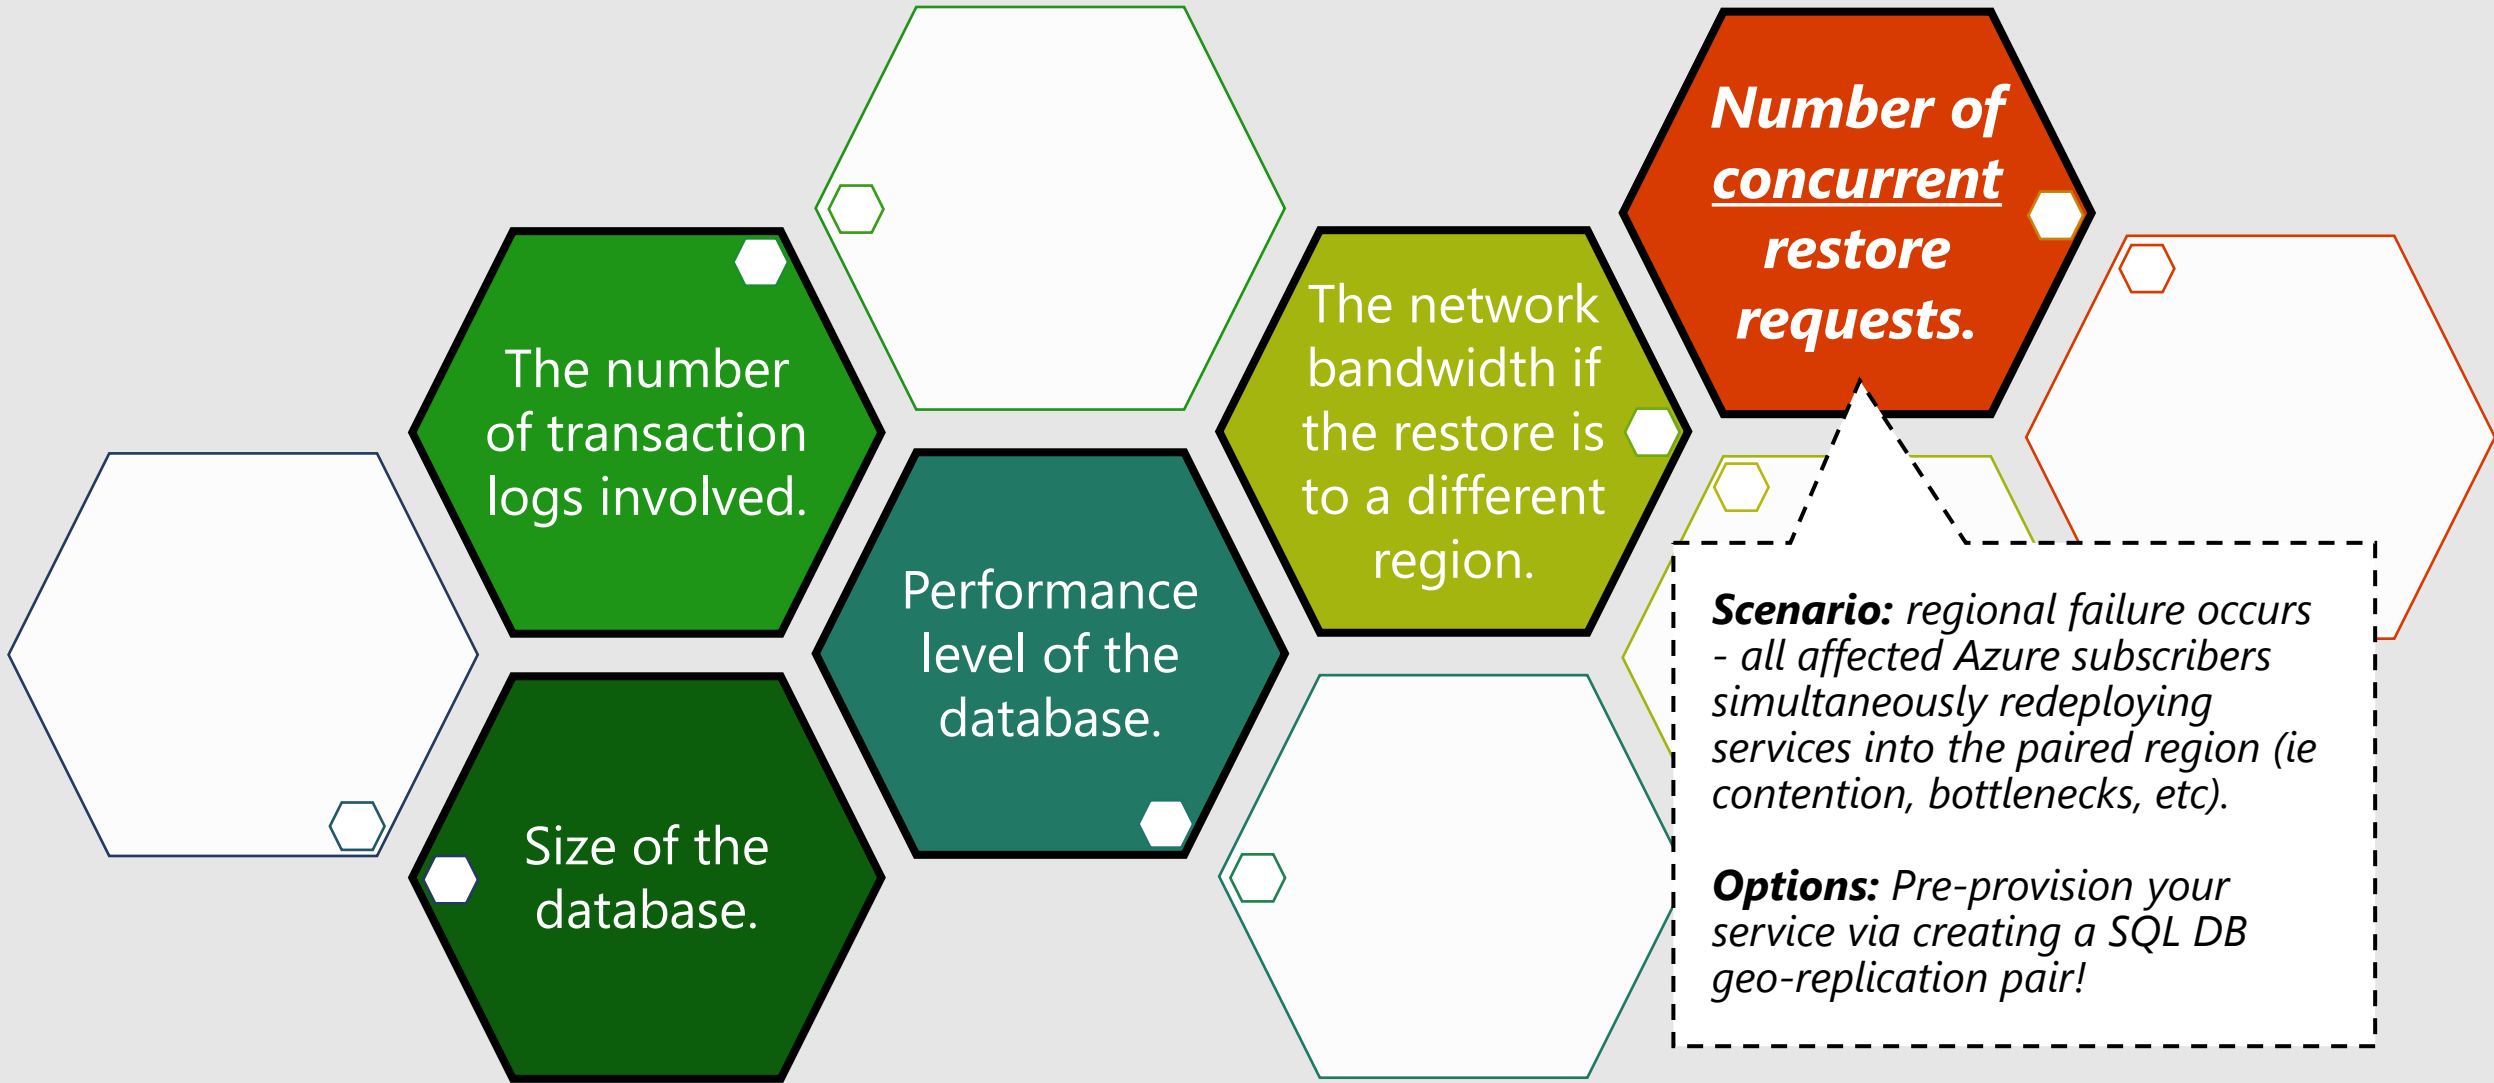 The number
of transaction
logs involved.
Size of the
database.
Performance
level of the
database.
The network
bandwidth if
the restore is
to a different
region.
Number of
concurrent
restore
requests.
Scenario: regional failure occurs
- all affected Azure subscribers
simultaneously redeploying
services into the paired region (ie
contention, bottlenecks, etc).
Options: Pre-provision your
service via creating a SQL DB
geo-replication pair!